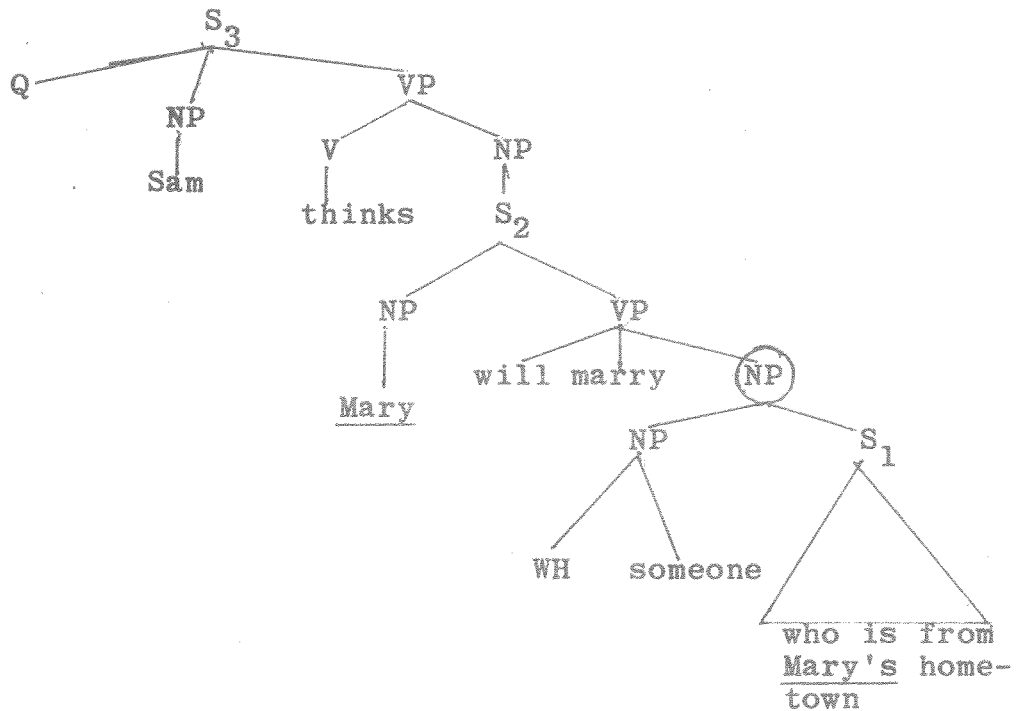 S3
Q
VP
NP
V
NP
Sam
thinks
S2
NP
VP
will marry
NP
Mary
NP
S1
WH
someone
who is from
Mary's home-
town